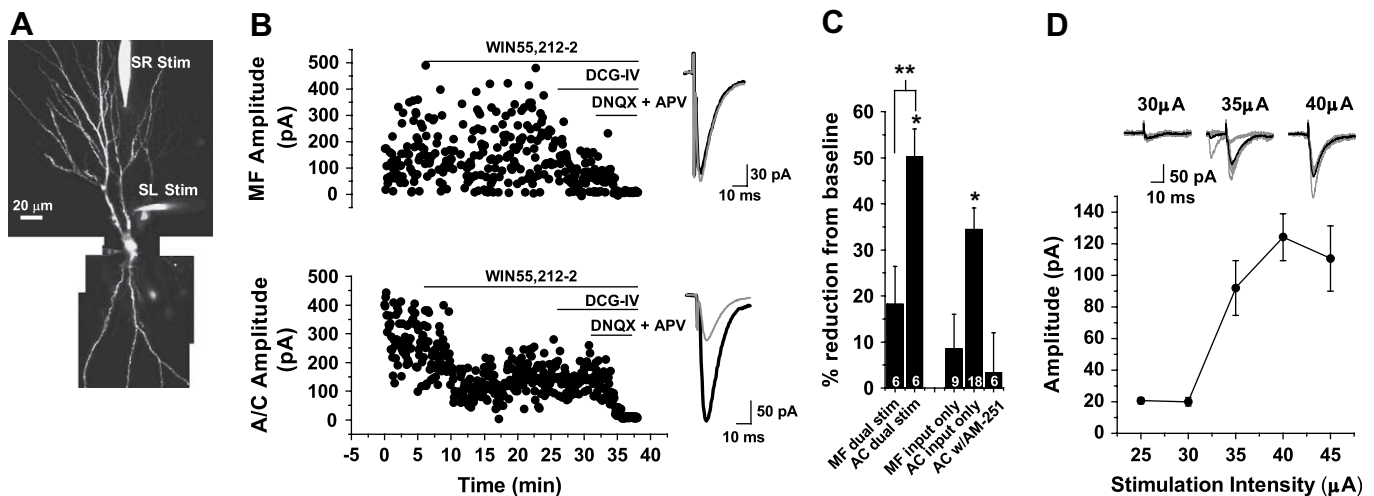 A
SR Stim
SL Stim
20 μm
B
MF Amplitude
(pA)
500
400
300
200
100
0
WIN55,212-2
DCG-IV
DNQX + APV
30 pA
10 ms
A/C Amplitude
(pA)
500
400
300
200
100
0
WIN55,212-2
DCG-IV
DNQX + APV
50 pA
10 ms
-5 0 5 10 15 20 25 30 35 40
Time (min)
C
% reduction from baseline
60
50
40
30
20
10
0
**
*
*
6 6 9 18 6
MF dual stim
AC dual stim
MF input only
AC input only
AC w/AM-251
D
30μA 35μA 40μA
50 pA
10 ms
Amplitude (pA)
140
120
100
80
60
40
20
0
25 30 35 40 45
Stimulation Intensity (μA)